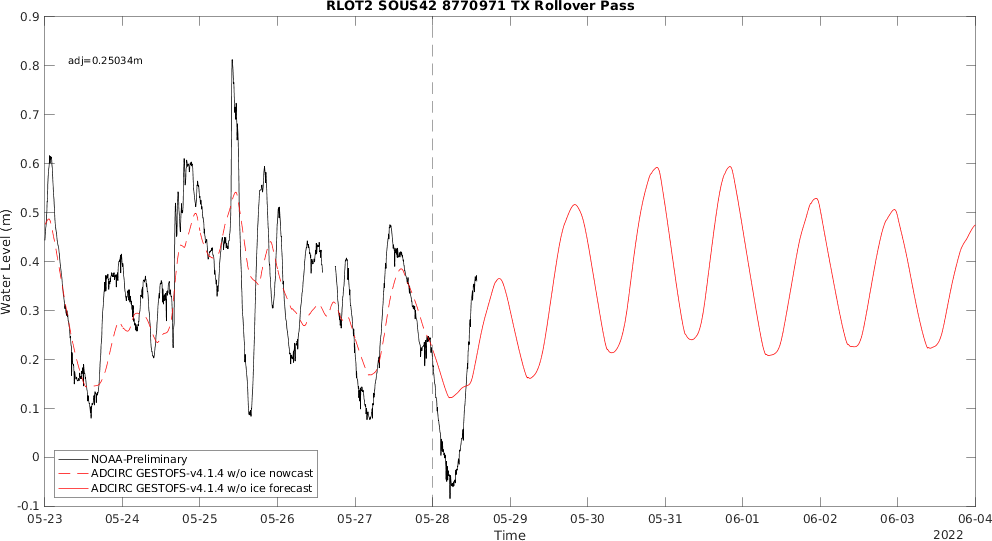 RLOT2 SOUS42 8770971 TX Rollover Pass
adj=0.25034m
0.9
0.8
0.7
0.6
0.5
0.4
0.3
0.2
0.1
0
-0.1
Water Level (m)
NOAA-Preliminary
ADCIRC GESTOFS-v4.1.4 w/o ice nowcast
ADCIRC GESTOFS-v4.1.4 w/o ice forecast
05-23 05-24 05-25 05-26 05-27 05-28 05-29 05-30 05-31 06-01 06-02 06-03 06-04
Time
2022